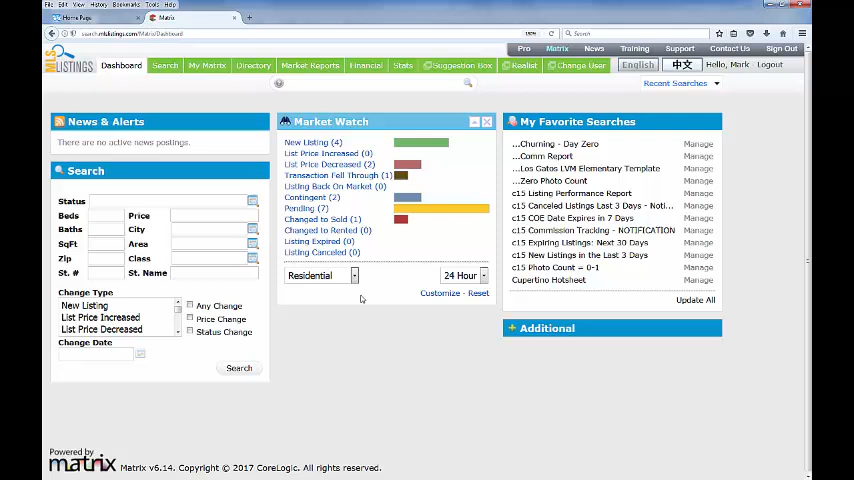 File Edit View History Bookmarks Tools Help
Home Page × Matrix × +
search.mlslistings.com/Matrix/Dashboard 150% Search
Pro Matrix News Training Support Contact Us Sign Out
MLS LISTINGS Dashboard Search My Matrix Directory Market Reports Financial Stats Suggestion Box Realist Change User English 中文 Hello, Mark - Logout
Recent Searches
News & Alerts
There are no active news postings.
Search
Status
Beds Price
Baths City
SqFt Area
Zip Class
St. # St. Name
Change Type
New Listing
List Price Increased
List Price Decreased
Any Change
Price Change
Status Change
Change Date
Search
Market Watch
New Listing (4)
List Price Increased (0)
List Price Decreased (2)
Transaction Fell Through (1)
Listing Back On Market (0)
Contingent (2)
Pending (7)
Changed to Sold (1)
Changed to Rented (0)
Listing Expired (0)
Listing Canceled (0)
Residential 24 Hour
Customize - Reset
My Favorite Searches
...Churning - Day Zero Manage
...Comm Report Manage
...Los Gatos LVM Elementary Template Manage
...Zero Photo Count Manage
c15 Listing Performance Report Manage
c15 Canceled Listings Last 3 Days - Noti... Manage
c15 COE Date Expires in 7 Days Manage
c15 Commission Tracking - NOTIFICATION Manage
c15 Expiring Listings: Next 30 Days Manage
c15 New Listings in the Last 3 Days Manage
c15 Photo Count = 0-1 Manage
Cupertino Hotsheet Manage
Update All
Additional
Powered by
matrix Matrix v6.14. Copyright © 2017 CoreLogic. All rights reserved.